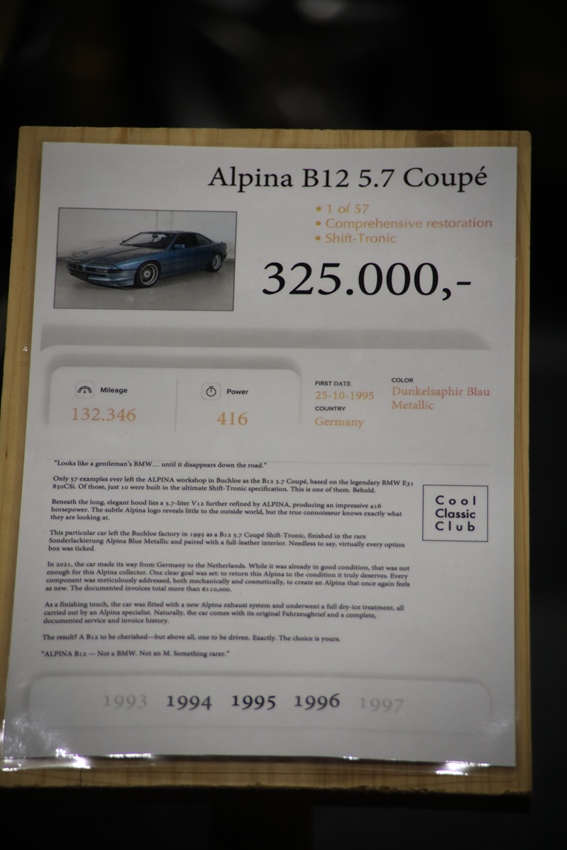 Alpina B12 5.7 Coupé
• 1 of 57
• Comprehensive restoration
• Shift-Tronic
325.000,-
Mileage
132.346
Power
416
FIRST DATE
25-10-1995
COUNTRY
Germany
COLOR
Dunkelsaphir Blau
Metallic
"Looks like a gentleman's BMW… until it disappears down the road."
Only 57 examples ever left the ALPINA workshop in Buchloe as the B12 5.7 Coupé, based on the legendary BMW E31
850CSi. Of those, just 20 were built in the ultimate Shift-Tronic specification. This is one of them. Behold.
Beneath the long, elegant hood lies a 5.7-liter V12 further refined by ALPINA, producing an impressive 416
horsepower. The subtle Alpina logo reveals little to the outside world, but the true connoisseur knows exactly what
they are looking at.
This particular car left the Buchloe factory in 1995 as a B12 5.7 Coupé Shift-Tronic, finished in the rare
Sonderlackierung Alpina Blue Metallic and paired with a full-leather interior. Needless to say, virtually every option
box was ticked.
In 2021, the car made its way from Germany to the Netherlands. While it was already in good condition, that was not
enough for this Alpina collector. One clear goal was set: to return this Alpina to the condition it truly deserves. Every
component was meticulously addressed, both mechanically and cosmetically, to create an Alpina that once again feels
as new. The documented invoices total more than €110,000.
As a finishing touch, the car was fitted with a new Alpina exhaust system and underwent a full dry-ice treatment, all
carried out by an Alpina specialist. Naturally, the car comes with its original Fahrzeugbrief and a complete,
documented service and invoice history.
The result? A B12 to be cherished—but above all, one to be driven. Exactly. The choice is yours.
"ALPINA B12 — Not a BMW. Not an M. Something rarer."
Cool
Classic
Club
1993 1994 1995 1996 1997